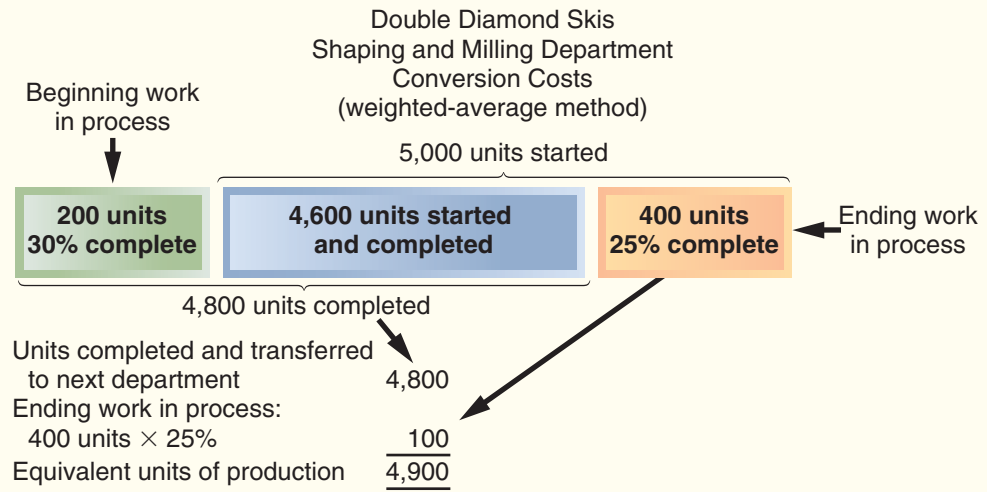 Double Diamond Skis
Shaping and Milling Department
Conversion Costs
(weighted-average method)
Beginning work
in process
5,000 units started
200 units
30% complete
4,600 units started
and completed
400 units
25% complete
Ending work
in process
4,800 units completed
Units completed and transferred
to next department 4,800
Ending work in process:
400 units × 25% 100
Equivalent units of production 4,900